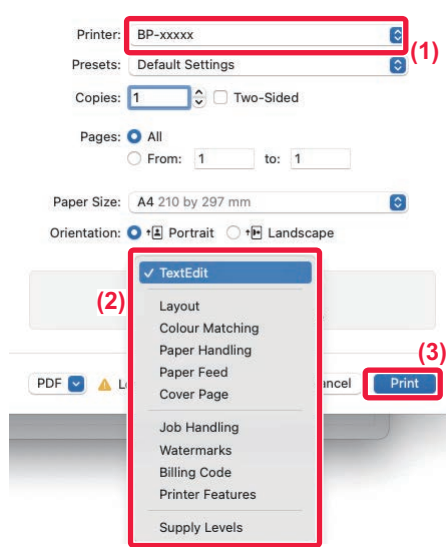 Printer: BP-xxxxx
(1)
Presets: Default Settings
Copies: 1 Two-Sided
Pages: All
From: 1 to: 1
Paper Size: A4 210 by 297 mm
Orientation: Portrait Landscape
(2)
✓ TextEdit
Layout
Colour Matching
Paper Handling
Paper Feed
Cover Page
(3)
PDF Print
Job Handling
Watermarks
Billing Code
Printer Features
Supply Levels